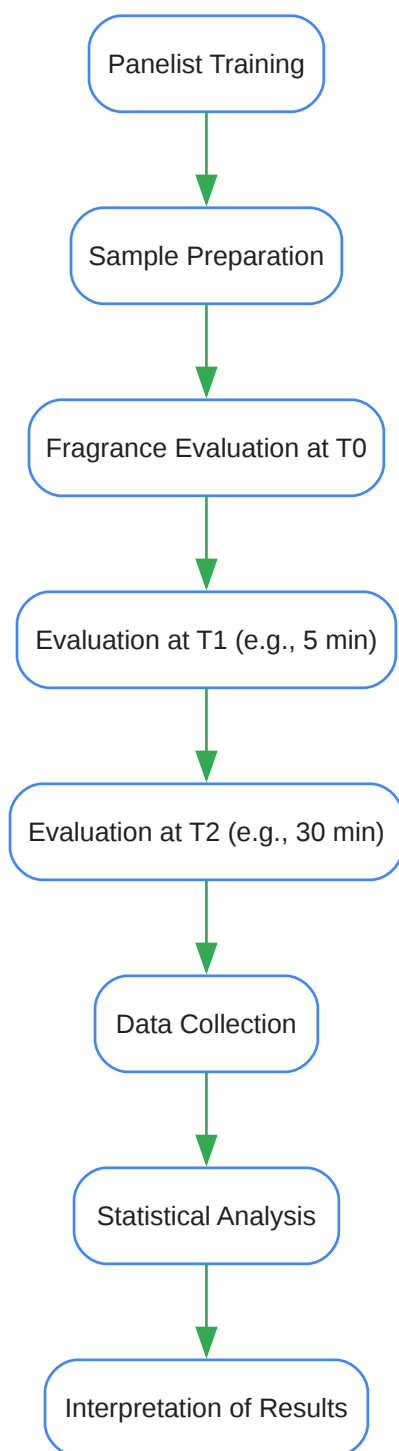 Panelist Training
Sample Preparation
Fragrance Evaluation at T0
Evaluation at T1 (e.g., 5 min)
Evaluation at T2 (e.g., 30 min)
Data Collection
Statistical Analysis
Interpretation of Results